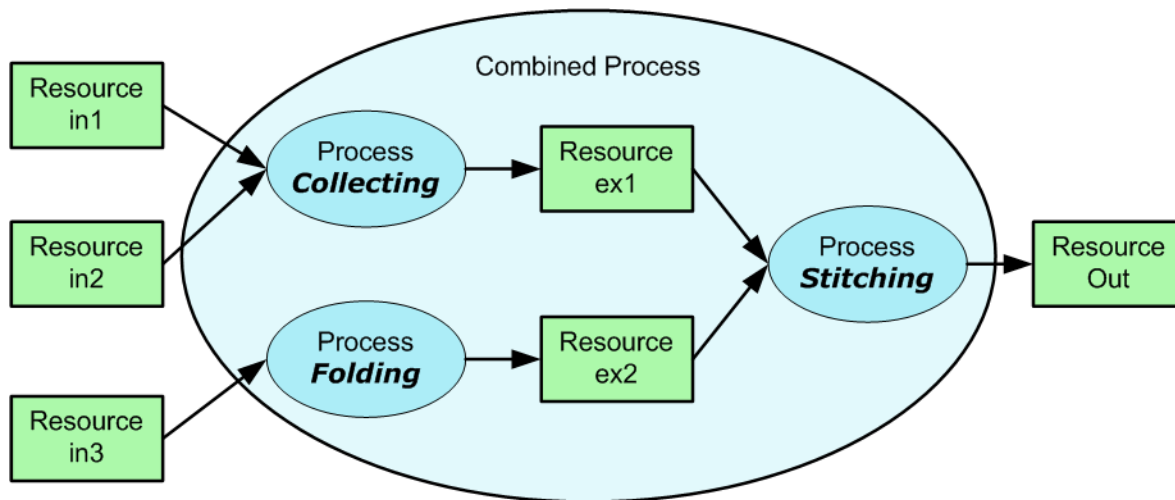 Combined Process
Resource
in1
Process
Collecting
Resource
ex1
Resource
in2
Process
Stitching
Resource
Out
Process
Folding
Resource
ex2
Resource
in3